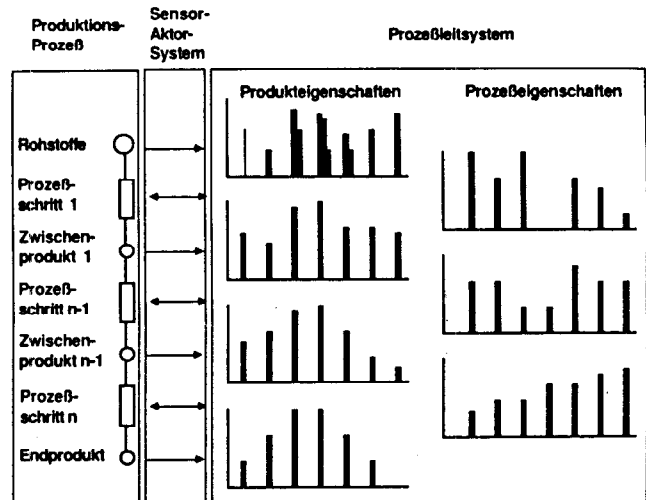 Produktions-
Prozeß
Sensor-
Aktor-
System
Prozeßleitsystem
Produkteigenschaften
Prozeßeigenschaften
Rohstoffe
Prozeß-
schritt 1
Zwischen-
produkt 1
Prozeß-
schritt n-1
Zwischen-
produkt n-1
Prozeß-
schritt n
Endprodukt